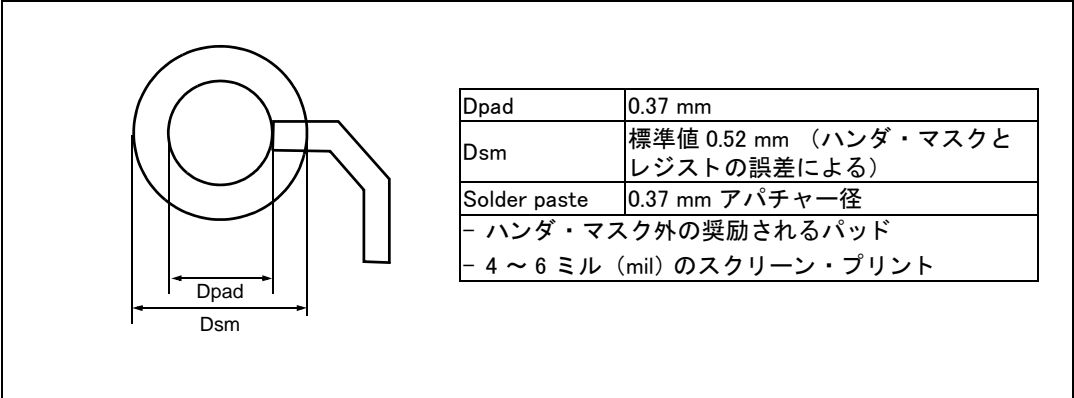 Dpad 0.37 mm
Dsm 標準値 0.52 mm （ハンダ・マスクと
レジストの誤差による）
Solder paste 0.37 mm アパチャー径
- ハンダ・マスク外の奨励されるパッド
- 4 ～ 6 ミル（mil）のスクリーン・プリント
Dpad
Dsm